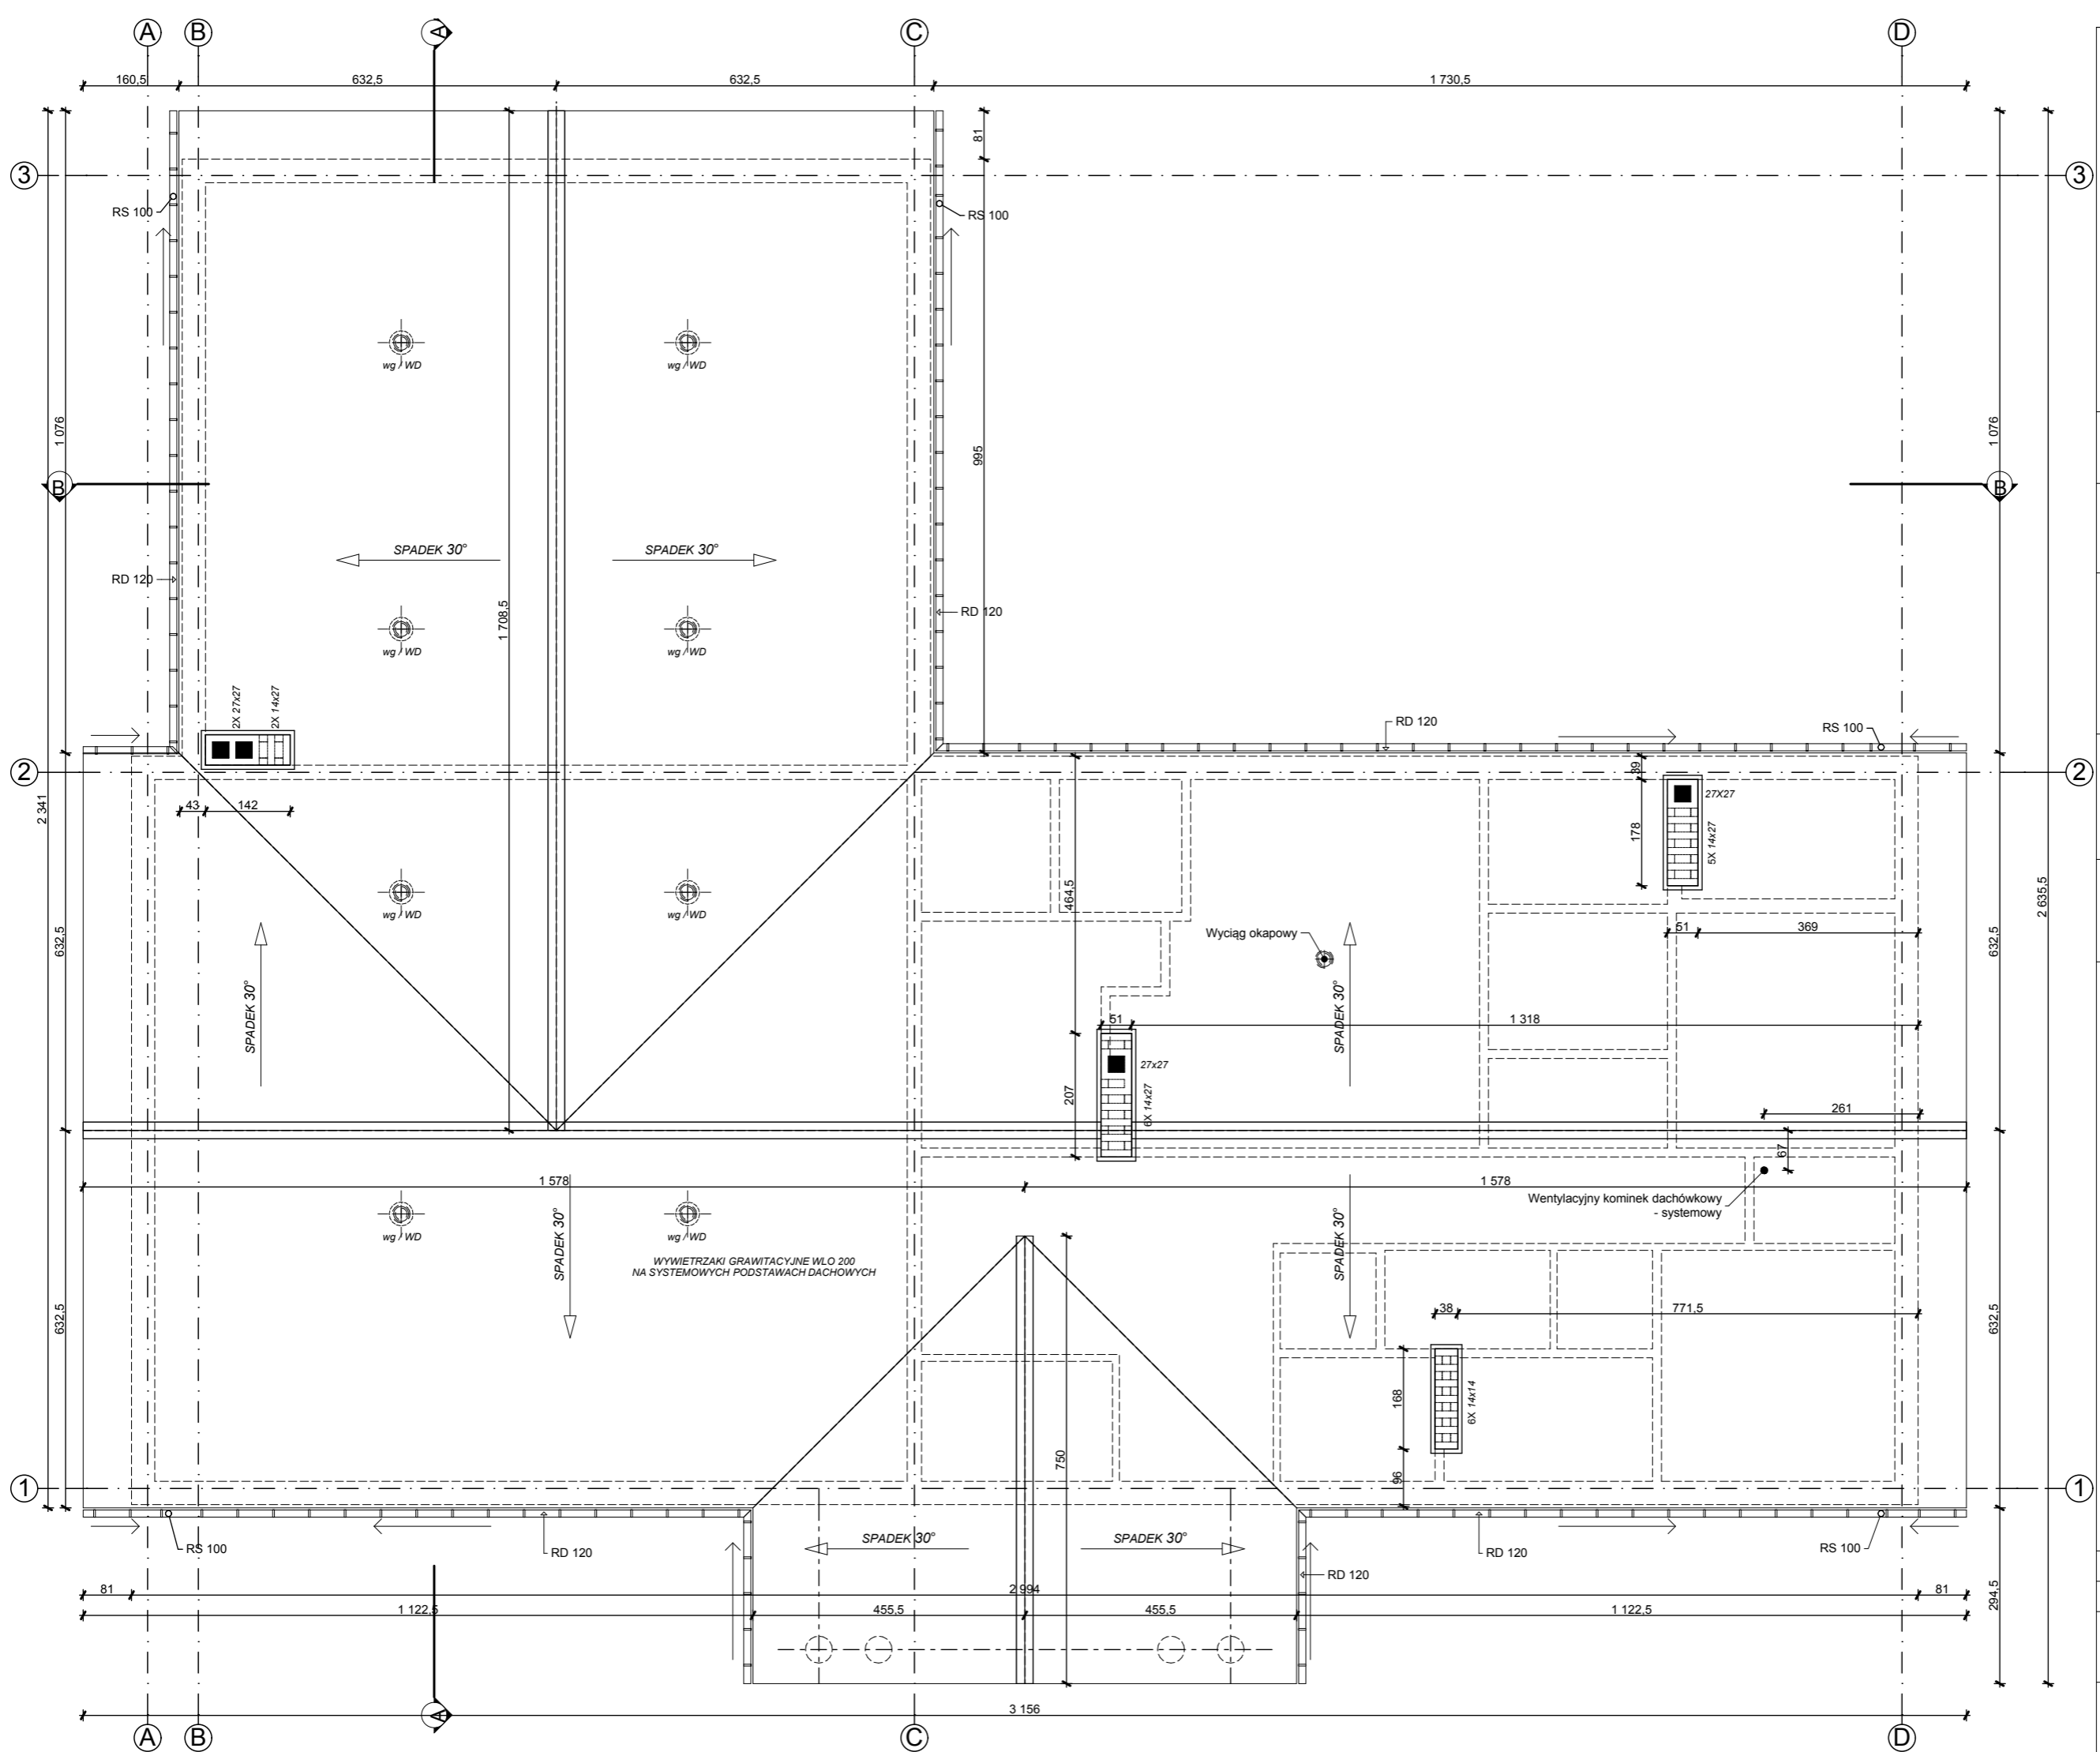 A
B
A
C
D
160,5
632,5
632,5
1 730,5
81
3
3
RS 100
RS 100
wg / WD
wg / WD
1 076
995
1 076
B
B
SPADEK 30°
SPADEK 30°
RD 120
1 708,5
RD 120
wg / WD
wg / WD
2X 27x27
2X 14x27
RD 120
RS 100
2
2
2 341
43
142
39
27X27
178
5X 14x27
464,5
2 635,5
wg / WD
wg / WD
51
369
Wyciąg okapowy
632,5
632,5
SPADEK 30°
SPADEK 30°
51
1 318
27x27
207
6X 14x27
261
67
1 578
1 578
Wentylacyjny kominek dachówkowy
- systemowy
wg / WD
wg / WD
SPADEK 30°
SPADEK 30°
WYWIETRZAKI GRAWITACYJNE WLO 200
NA SYSTEMOWYCH PODSTAWACH DACHOWYCH
632,5
632,5
38
771,5
168
6X 14x14
750
96
1
1
RS 100
RD 120
SPADEK 30°
SPADEK 30°
RD 120
RS 100
RD 120
81
2 994
81
294,5
1 122,5
455,5
455,5
1 122,5
3 156
A
B
A
C
D